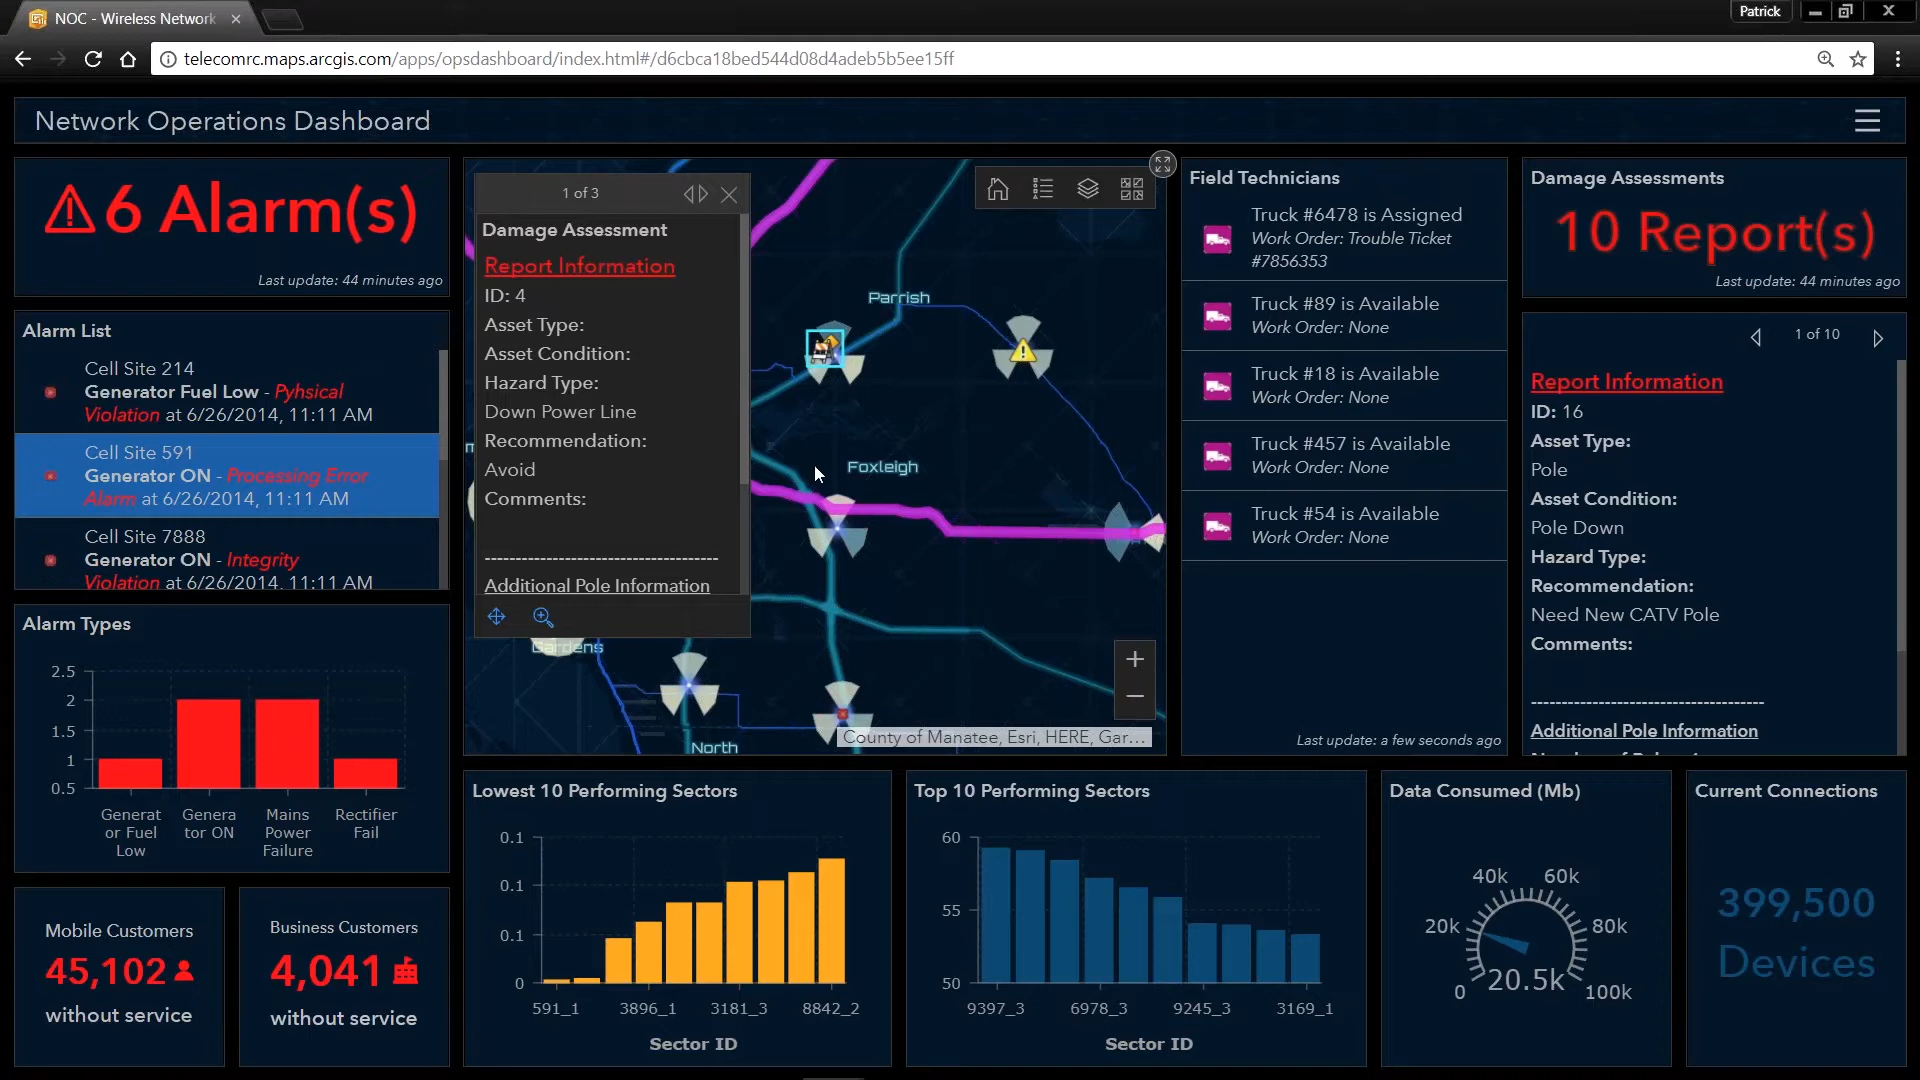 NOC - Wireless Network
Patrick
telecomrc.maps.arcgis.com/apps/opsdashboard/index.html#/d6cbca18bed544d08d4adeb5b5ee15ff
Network Operations Dashboard
6 Alarm(s)
Last update: 44 minutes ago
Alarm List
Cell Site 214
Generator Fuel Low - Pyhsical
Violation at 6/26/2014, 11:11 AM
Cell Site 591
Generator ON - Processing Error
Alarm at 6/26/2014, 11:11 AM
Cell Site 7888
Generator ON - Integrity
Violation at 6/26/2014, 11:11 AM
Alarm Types
2.5
2
1.5
1
0.5
Generat
or Fuel
Low
Genera
tor ON
Mains
Power
Failure
Rectifier
Fail
Mobile Customers
45,102
without service
Business Customers
4,041
without service
1 of 3
Damage Assessment
Report Information
ID: 4
Asset Type:
Asset Condition:
Hazard Type:
Down Power Line
Recommendation:
Avoid
Comments:
--------------------------------------
Additional Pole Information
Parrish
Foxleigh
Gardens
North
County of Manatee, Esri, HERE, Gar...
Field Technicians
Truck #6478 is Assigned
Work Order: Trouble Ticket
#7856353
Truck #89 is Available
Work Order: None
Truck #18 is Available
Work Order: None
Truck #457 is Available
Work Order: None
Truck #54 is Available
Work Order: None
Last update: a few seconds ago
Damage Assessments
10 Report(s)
Last update: 44 minutes ago
1 of 10
Report Information
ID: 16
Asset Type:
Pole
Asset Condition:
Pole Down
Hazard Type:
Recommendation:
Need New CATV Pole
Comments:
--------------------------------------
Additional Pole Information
Lowest 10 Performing Sectors
0.1
0.1
0.1
0
591_1
3896_1
3181_3
8842_2
Sector ID
Top 10 Performing Sectors
60
55
50
9397_3
6978_3
9245_3
3169_1
Sector ID
Data Consumed (Mb)
40k
60k
20k
80k
0
20.5k
100k
Current Connections
399,500
Devices